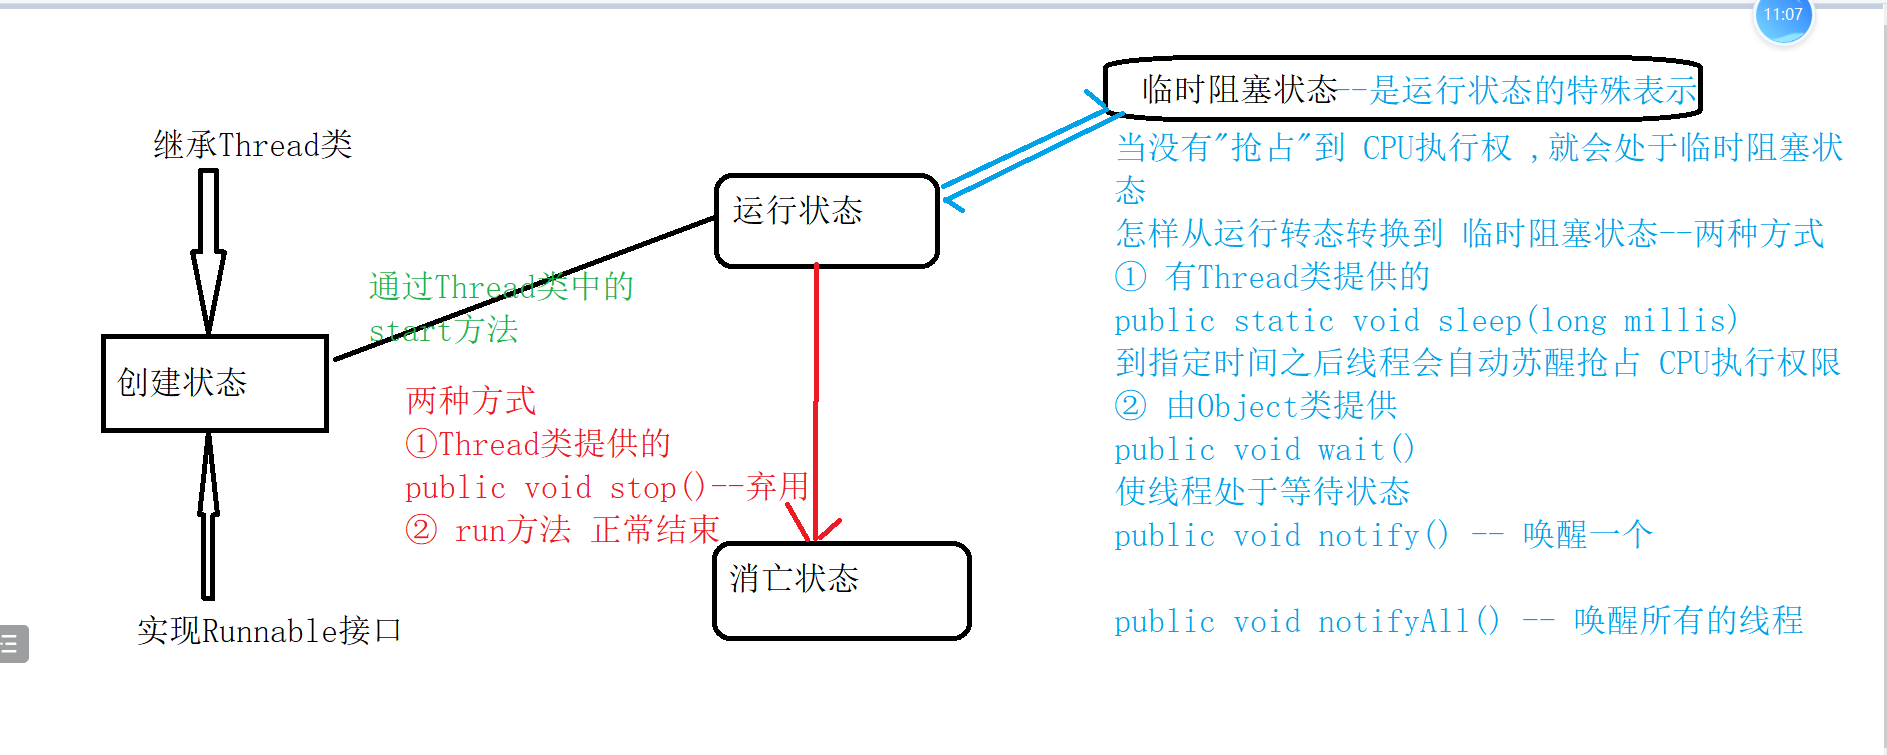 11:07
临时阻塞状态--是运行状态的特殊表示
继承Thread类
当没有"抢占"到 CPU执行权 ,就会处于临时阻塞状
态
运行状态
怎样从运行转态转换到 临时阻塞状态--两种方式
① 有Thread类提供的
public static void sleep(long millis)
到指定时间之后线程会自动苏醒抢占 CPU执行权限
② 由Object类提供
public void wait()
使线程处于等待状态
public void notify() -- 唤醒一个
public void notifyAll() -- 唤醒所有的线程
通过Thread类中的
start方法
创建状态
两种方式
①Thread类提供的
public void stop()--弃用
② run方法 正常结束
消亡状态
实现Runnable接口